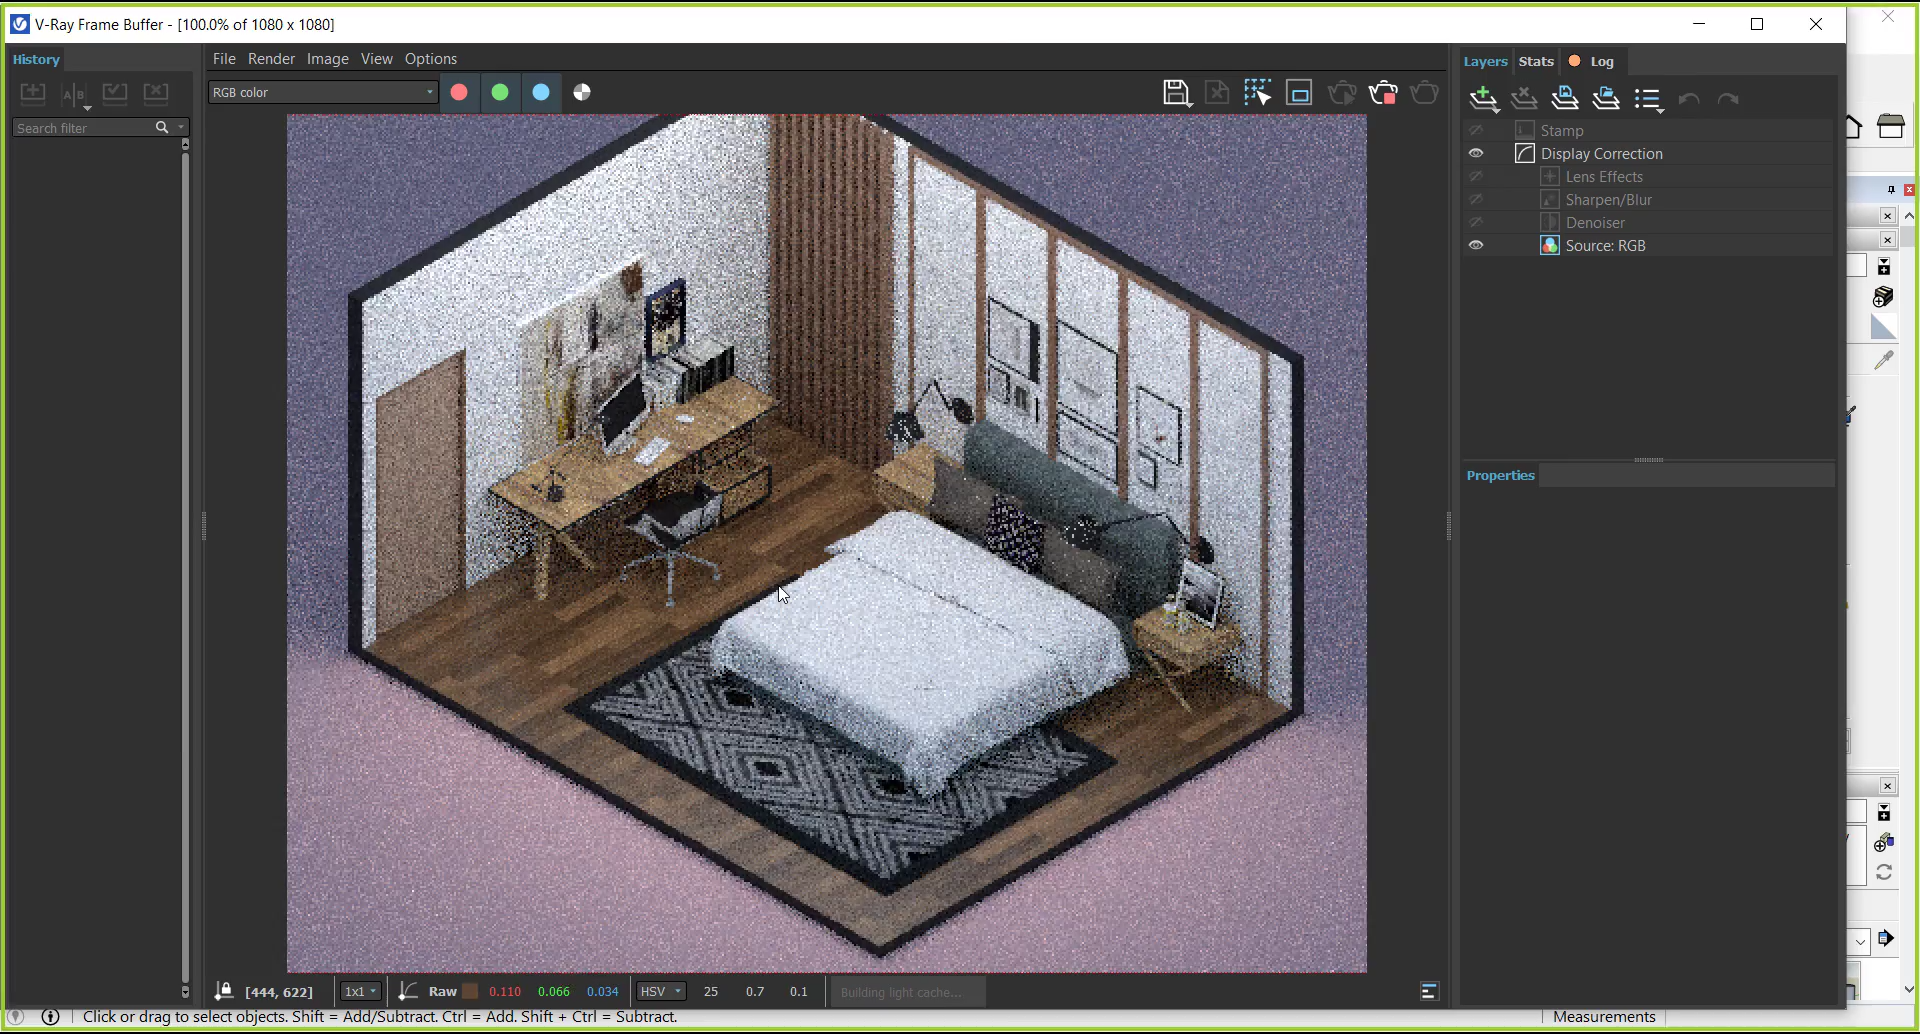 V-Ray Frame Buffer - [100.0% of 1080 x 1080]
History
File Render Image View Options
Layers Stats Log
RGB color
Search filter
Stamp
Display Correction
Lens Effects
Sharpen/Blur
Denoiser
Source: RGB
Properties
[444, 622] 1x1 Raw 0.110 0.066 0.034 HSV 25 0.7 0.1 Building light cache...
Click or drag to select objects. Shift = Add/Subtract. Ctrl = Add. Shift + Ctrl = Subtract.
Measurements